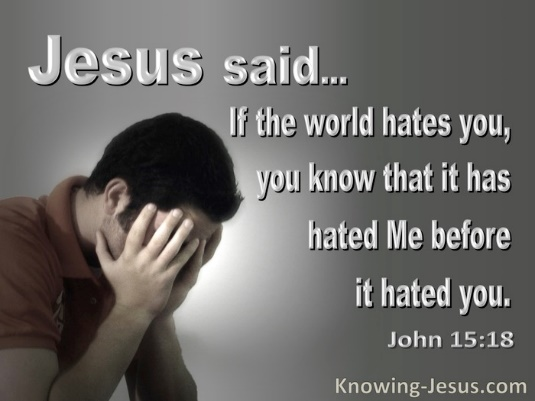 Jesus said...
If the world hates you,
you know that it has
hated Me before
it hated you.
John 15:18
Knowing-Jesus.com